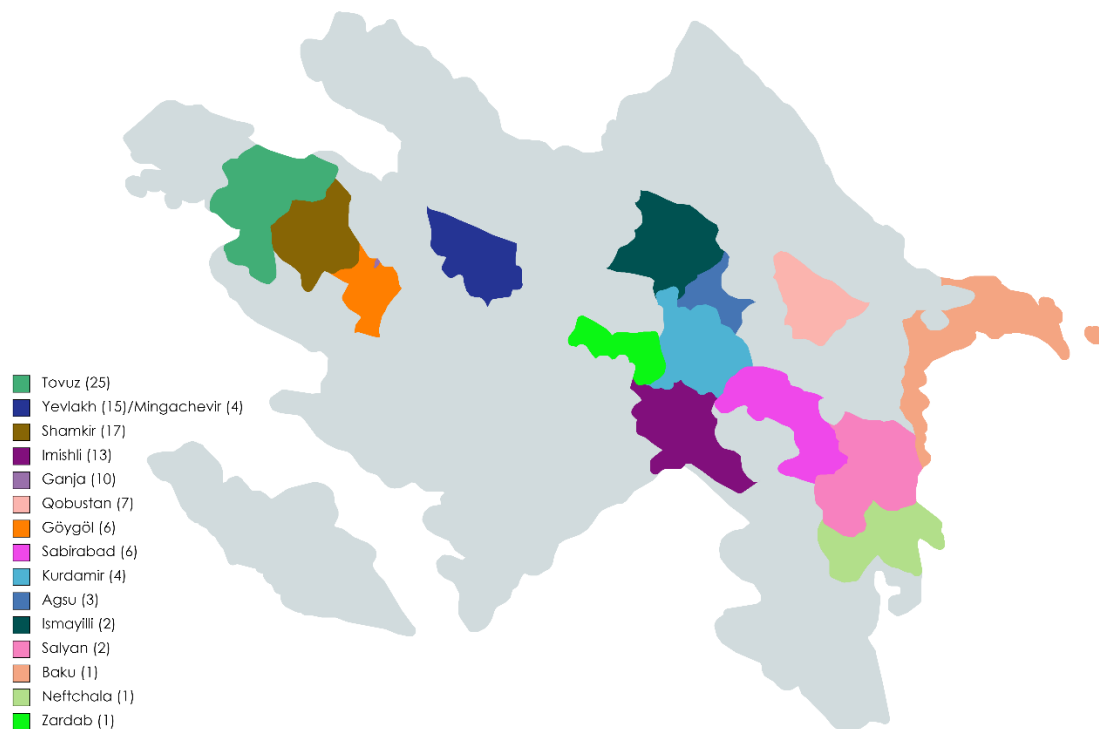 Tovuz (25)
Yevlakh (15)/Mingachevir (4)
Shamkir (17)
Imishli (13)
Ganja (10)
Qobustan (7)
Göygöl (6)
Sabirabad (6)
Kurdamir (4)
Agsu (3)
Ismayilli (2)
Salyan (2)
Baku (1)
Neftchala (1)
Zardab (1)